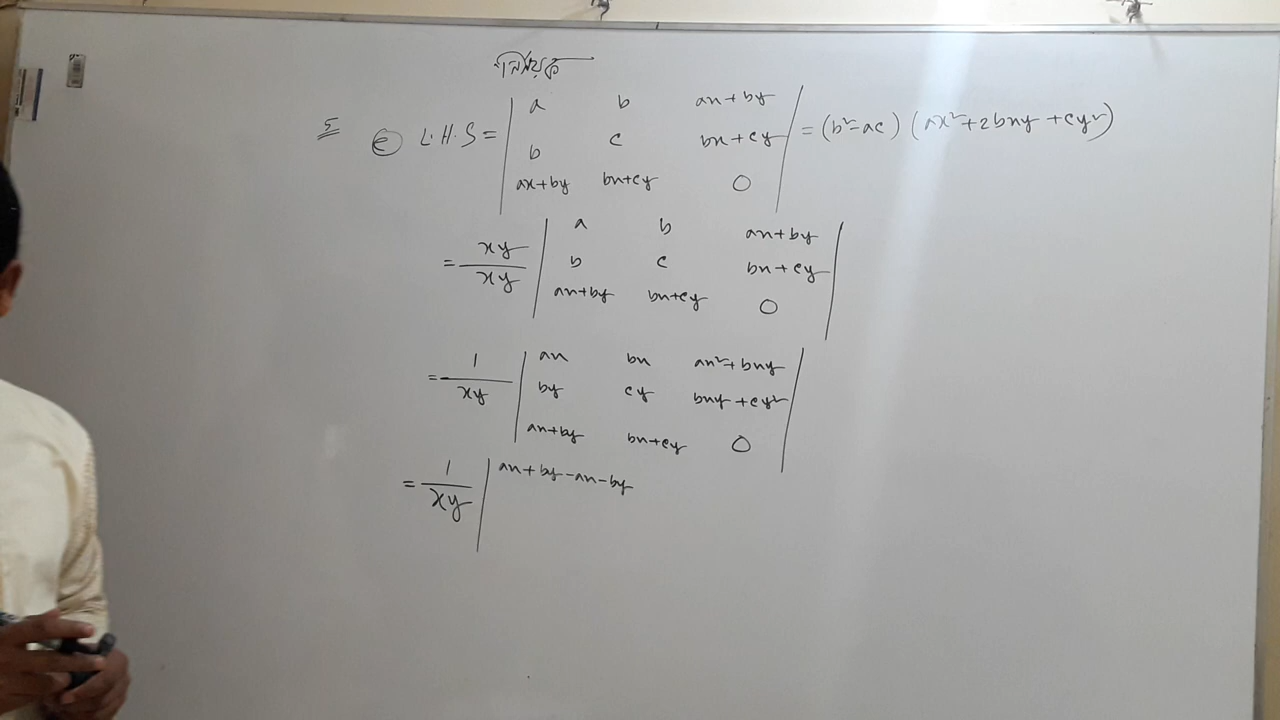 নির্ণায়ক
5 ⓔ L.H.S = | a b ax+by | = (b²-ac) (ax²+2bxy+cy²)
| b c bx+cy |
| ax+by bx+cy 0 |
= xy/xy | a b ax+by |
| b c bx+cy |
| ax+by bx+cy 0 |
= 1/xy | ax bx ax²+bxy |
| by cy bxy+cy² |
| ax+by bx+cy 0 |
= 1/xy | ax+by-ax-by